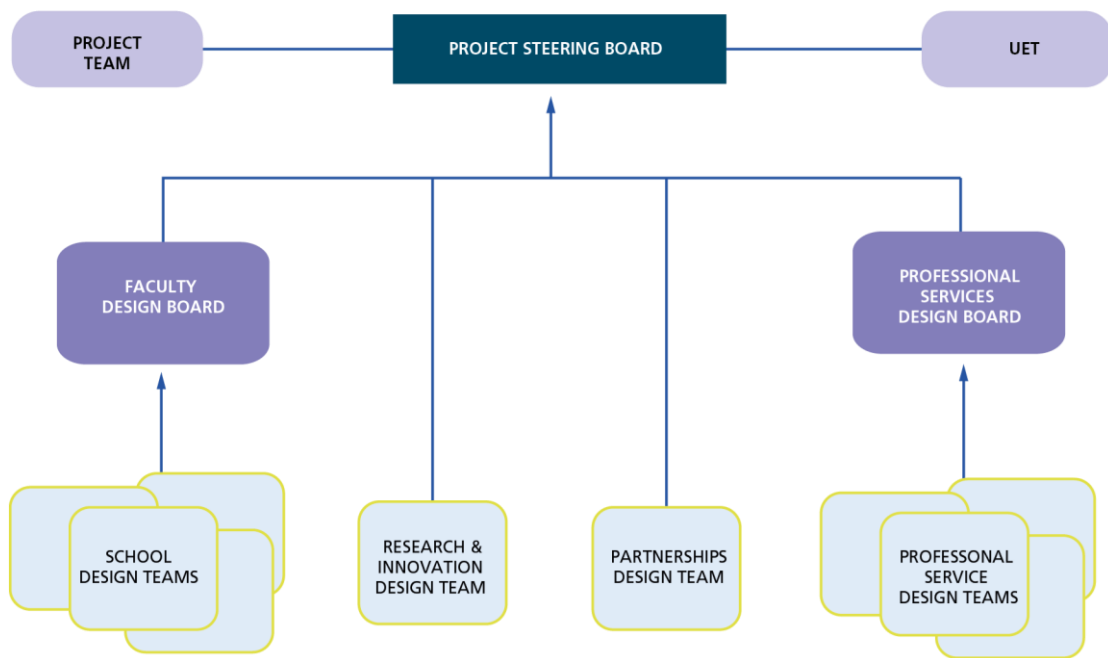 PROJECT
TEAM
PROJECT STEERING BOARD
UET
FACULTY
DESIGN BOARD
PROFESSIONAL
SERVICES
DESIGN BOARD
SCHOOL
DESIGN TEAMS
RESEARCH &
INNOVATION
DESIGN TEAM
PARTNERSHIPS
DESIGN TEAM
PROFESSONAL
SERVICE
DESIGN TEAMS